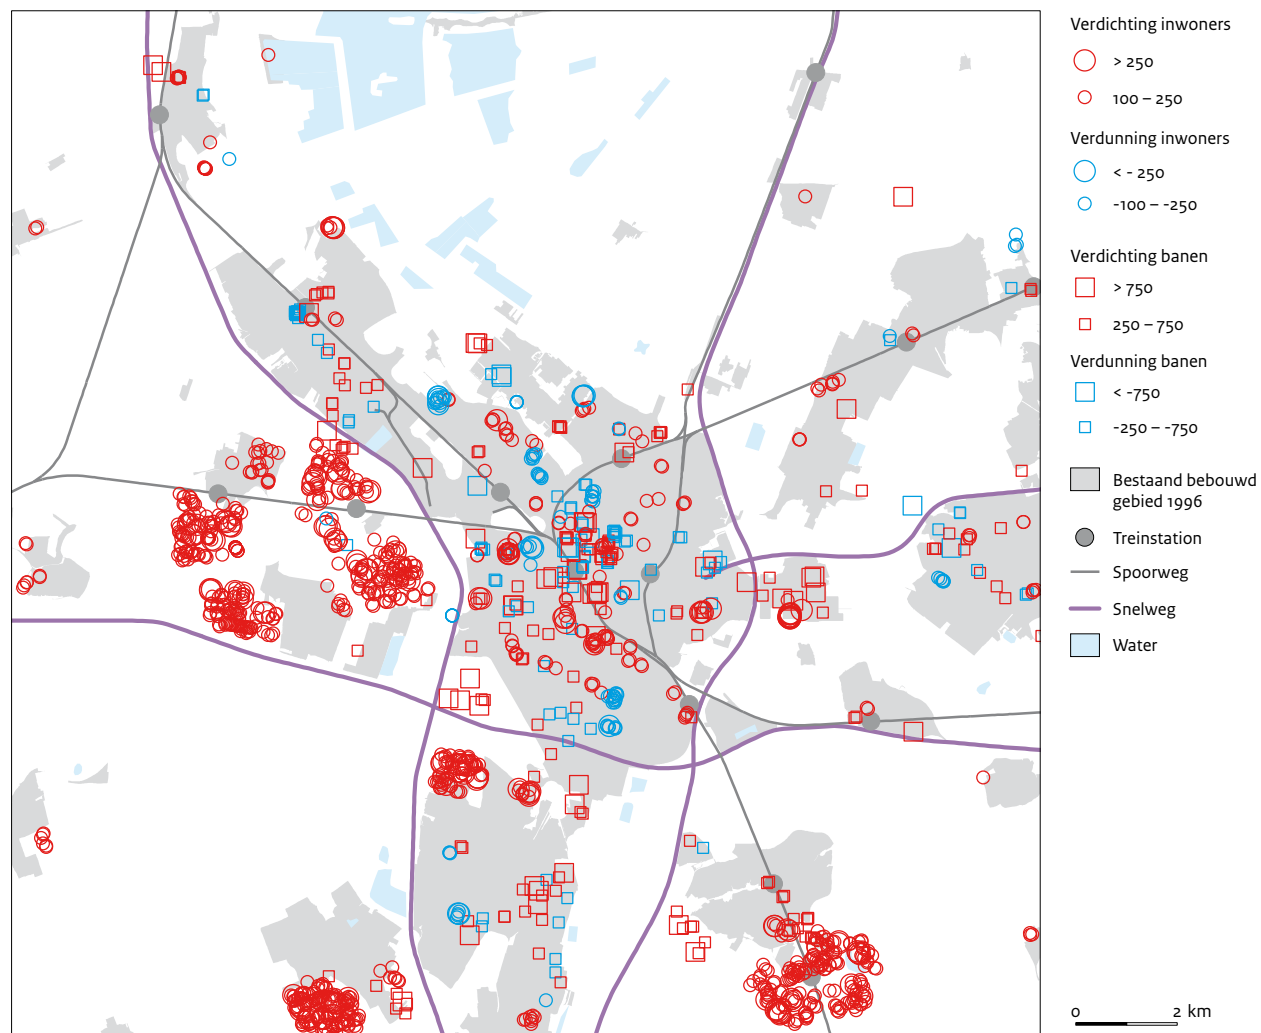 Verdichting inwoners
> 250
100 – 250
Verdunning inwoners
< - 250
-100 – -250
Verdichting banen
> 750
250 – 750
Verdunning banen
< -750
-250 – -750
Bestaand bebouwd
gebied 1996
Treinstation
Spoorweg
Snelweg
Water
0 2 km